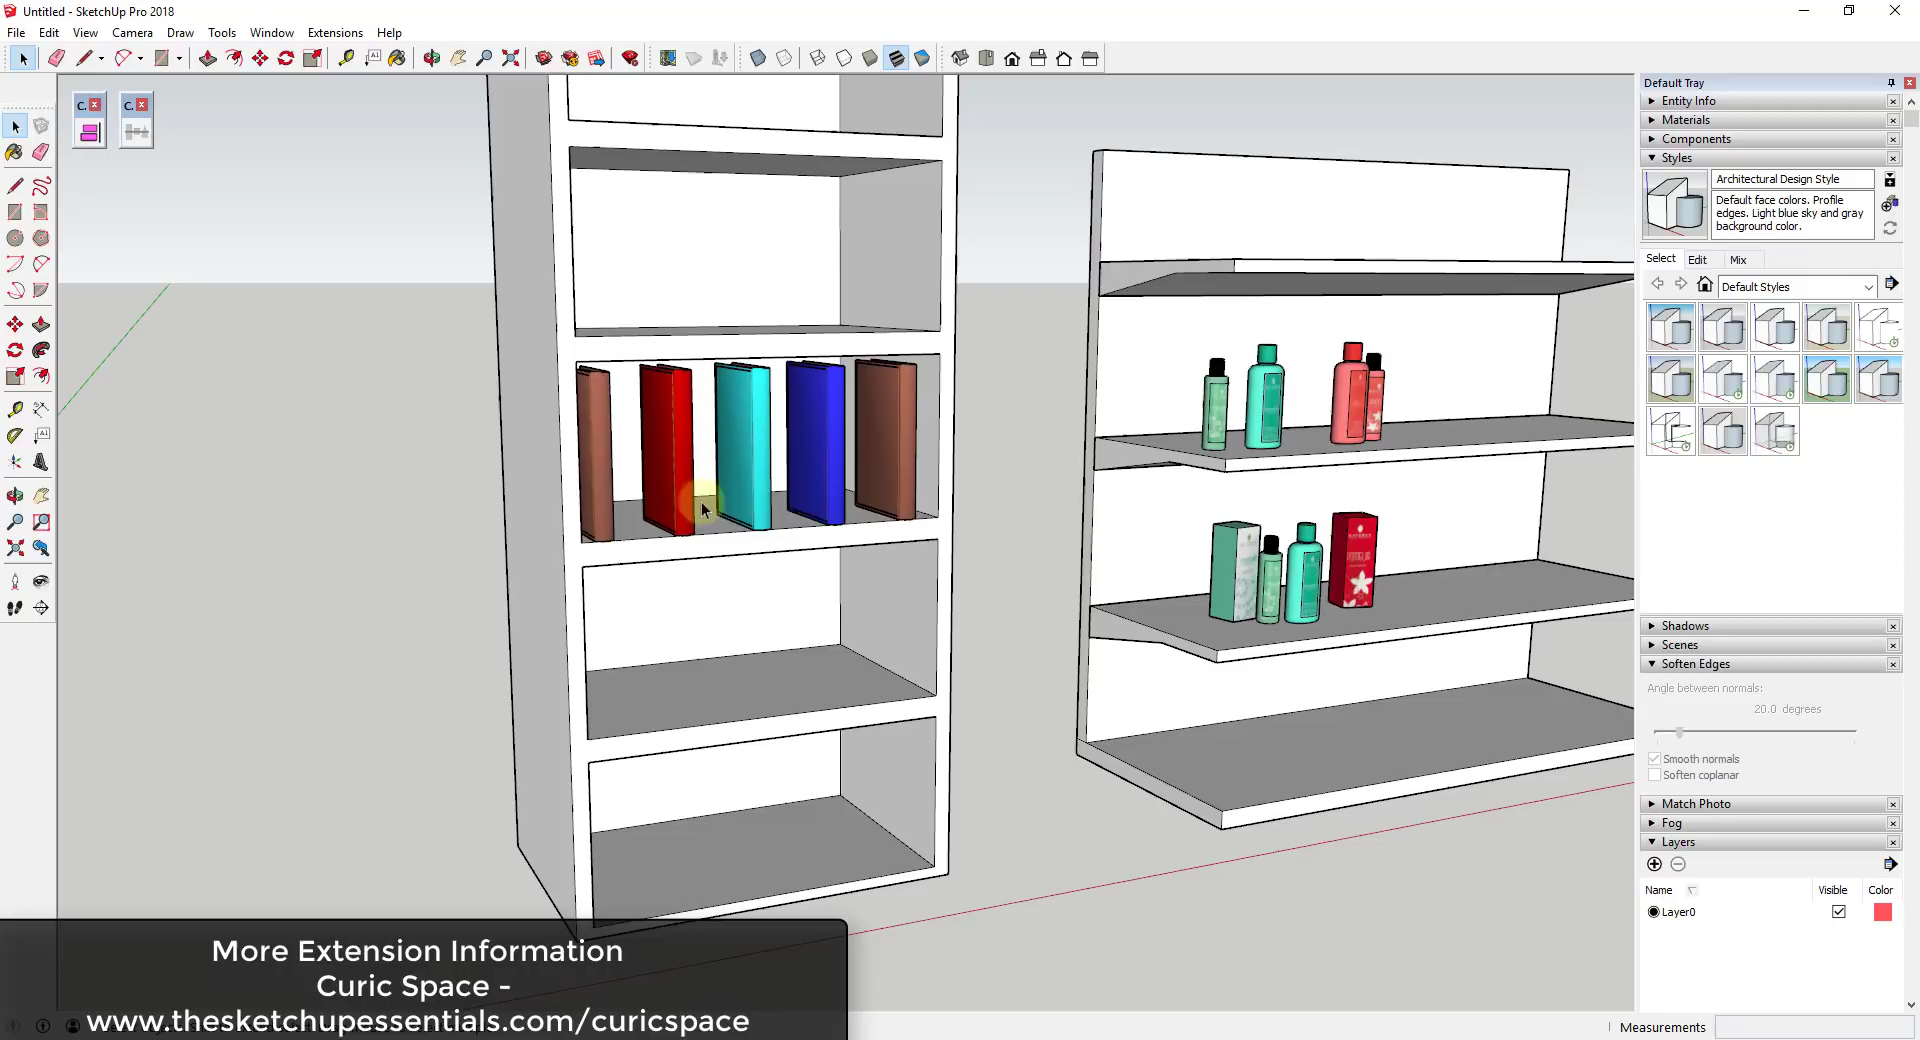 Untitled - SketchUp Pro 2018
File Edit View Camera Draw Tools Window Extensions Help
C. C.
Default Tray
Entity Info
Materials
Components
Styles
Architectural Design Style
Default face colors. Profile
edges. Light blue sky and gray
background color.
Select Edit Mix
Default Styles
Shadows
Scenes
Soften Edges
Angle between normals:
20.0 degrees
Smooth normals
Soften coplanar
Match Photo
Fog
Layers
Name Visible Color
Layer0
More Extension Information
Curic Space -
www.thesketchupessentials.com/curicspace
Measurements